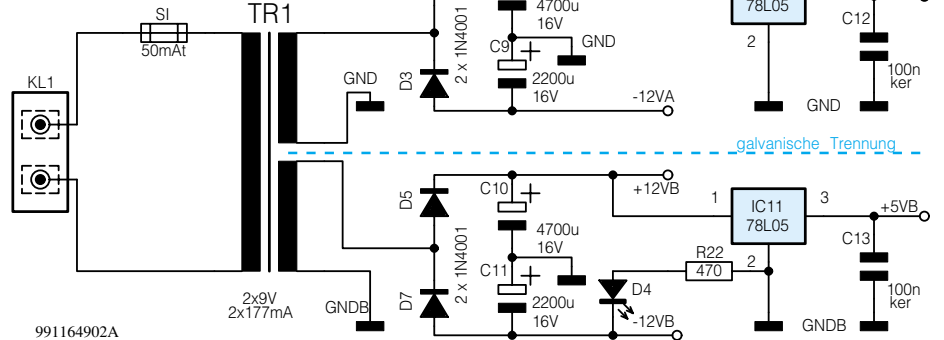 SI
TR1
50mAt
KL1
GND
D3
2 x 1N4001
4700u
16V
C9
GND
2200u
16V
-12VA
78L05
2
C12
100n
ker
GND
galvanische Trennung
D5
C10
+12VB
4700u
16V
1
IC11
78L05
3
+5VB
C13
2 x 1N4001
C11
R22
470
2
D7
2200u
16V
D4
-12VB
100n
ker
GNDB
GNDB
2x9V
2x177mA
991164902A